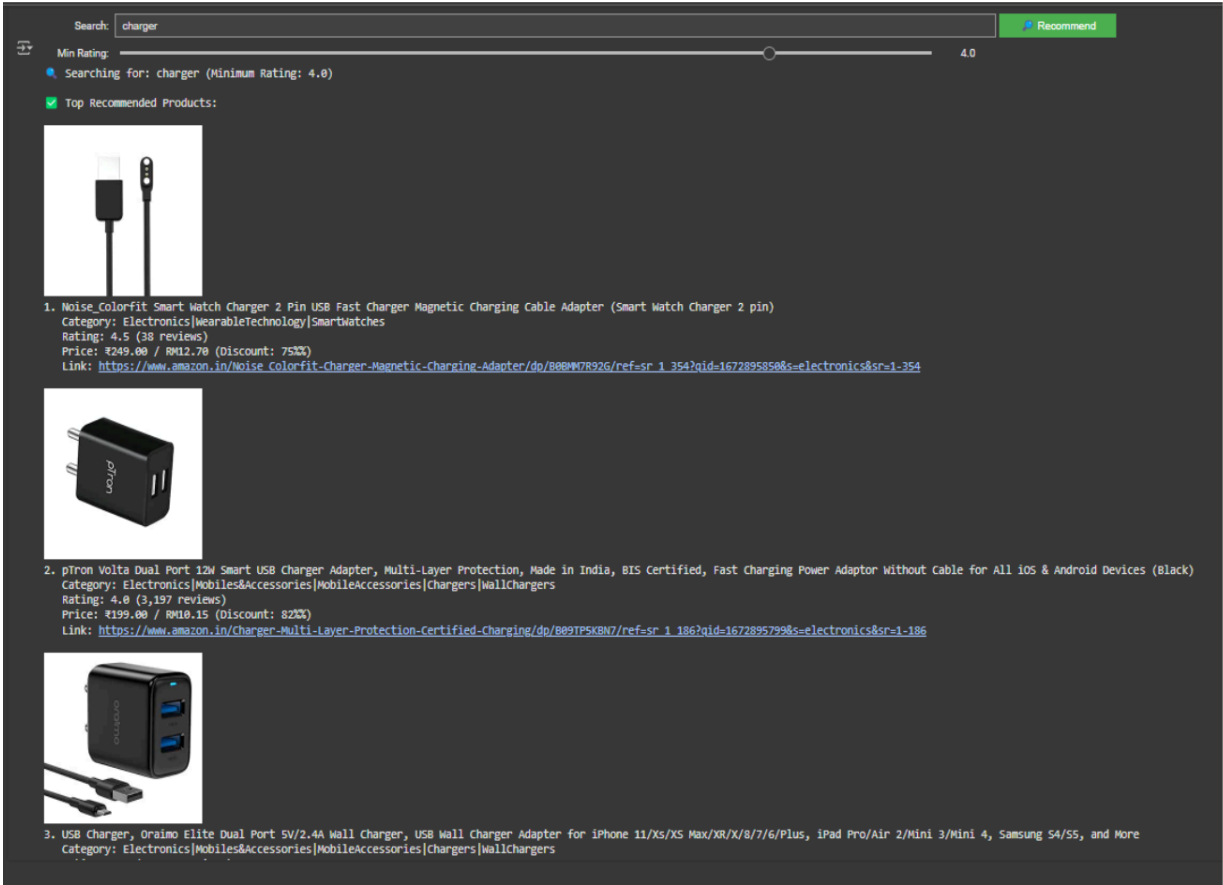 Search: charger 🔎 Recommend
Min Rating: 4.0
🔍 Searching for: charger (Minimum Rating: 4.0)
✅ Top Recommended Products:
1. Noise_Colorfit Smart Watch Charger 2 Pin USB Fast Charger Magnetic Charging Cable Adapter (Smart Watch Charger 2 pin)
Category: Electronics|WearableTechnology|SmartWatches
Rating: 4.5 (38 reviews)
Price: ₹249.00 / RM12.70 (Discount: 75%%)
Link: https://www.amazon.in/Noise_Colorfit-Charger-Magnetic-Charging-Adapter/dp/B0BMM7R92G/ref=sr_1_354?qid=1672895850&s=electronics&sr=1-354
pTron
2. pTron Volta Dual Port 12W Smart USB Charger Adapter, Multi-Layer Protection, Made in India, BIS Certified, Fast Charging Power Adaptor Without Cable for All iOS & Android Devices (Black)
Category: Electronics|Mobiles&Accessories|MobileAccessories|Chargers|WallChargers
Rating: 4.0 (3,197 reviews)
Price: ₹199.00 / RM10.15 (Discount: 82%%)
Link: https://www.amazon.in/Charger-Multi-Layer-Protection-Certified-Charging/dp/B09TP5KBN7/ref=sr_1_186?qid=1672895799&s=electronics&sr=1-186
oraimo
3. USB Charger, Oraimo Elite Dual Port 5V/2.4A Wall Charger, USB Wall Charger Adapter for iPhone 11/Xs/XS Max/XR/X/8/7/6/Plus, iPad Pro/Air 2/Mini 3/Mini 4, Samsung S4/S5, and More
Category: Electronics|Mobiles&Accessories|MobileAccessories|Chargers|WallChargers